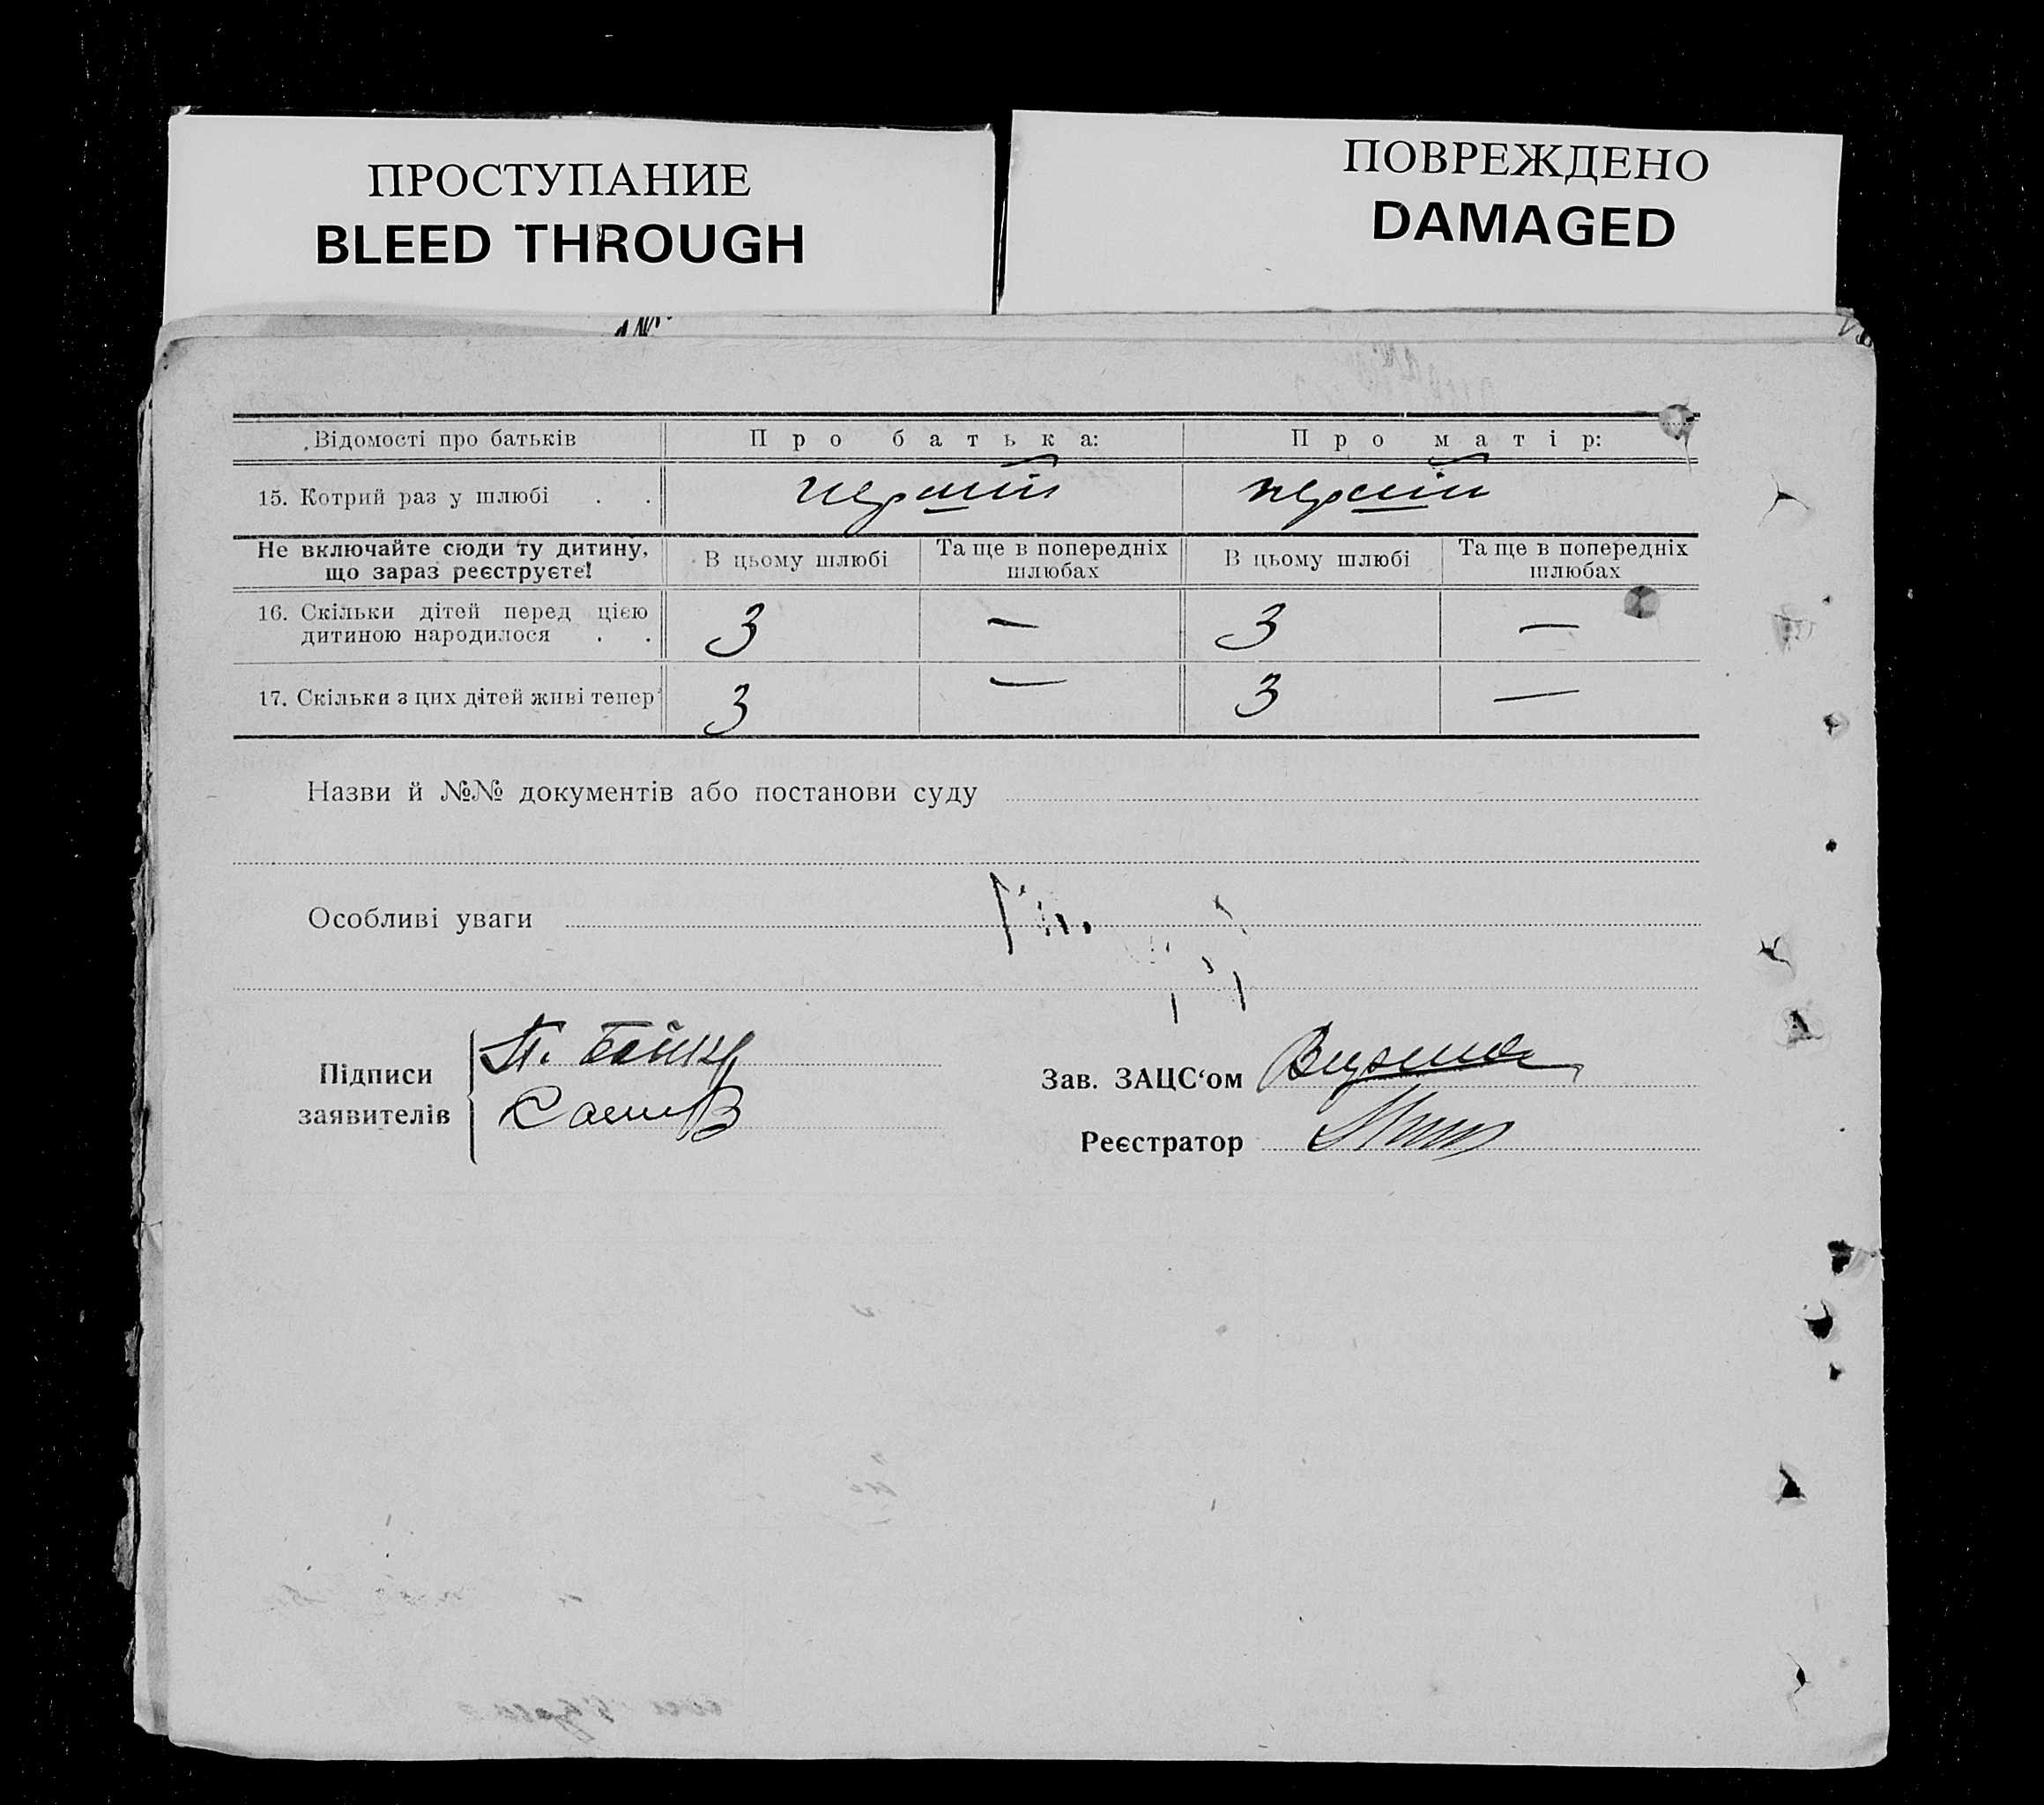 ПРОСТУПАНИЕ
BLEED THROUGH
ПОВРЕЖДЕНО
DAMAGED
Відомості про батьків Про батька: Про матір:
15. Котрий раз у шлюбі . . перший перший
Не включайте сюди ту дитину, що зараз реєструєте! В цьому шлюбі Та ще в попередніх шлюбах В цьому шлюбі Та ще в попередніх шлюбах
16. Скільки дітей перед цією дитиною народилося . . 3 — 3 —
17. Скільки з цих дітей живі тепер 3 — 3 —
Назви й №№ документів або постанови суду
Особливі уваги
Підписи заявителів
П.
Зав. ЗАЦС‘ом
Реєстратор